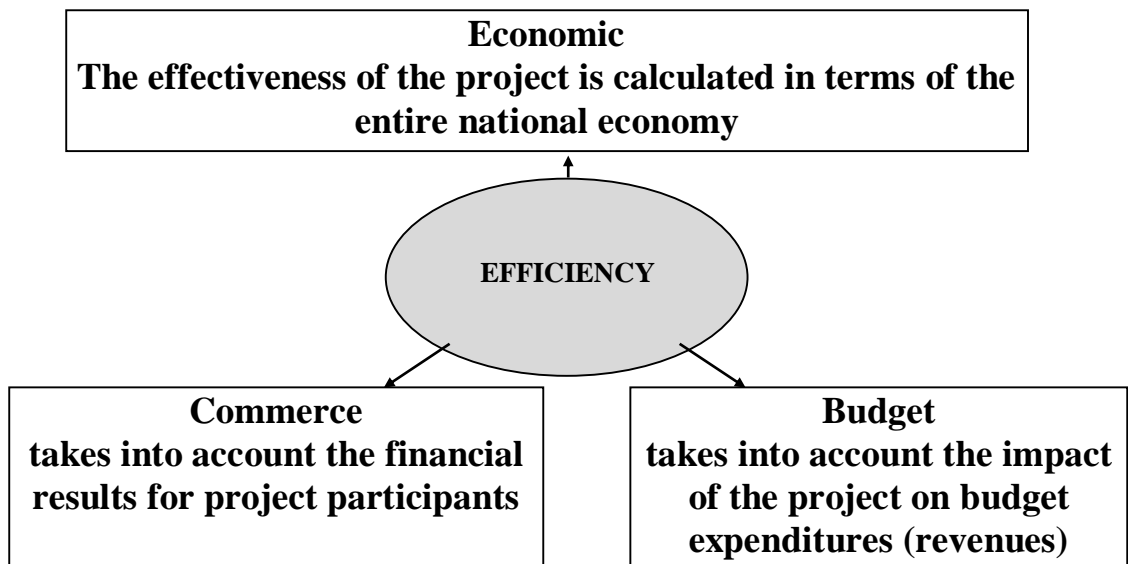 Economic
The effectiveness of the project is calculated in terms of the
entire national economy
EFFICIENCY
Commerce
takes into account the financial
results for project participants
Budget
takes into account the impact
of the project on budget
expenditures (revenues)